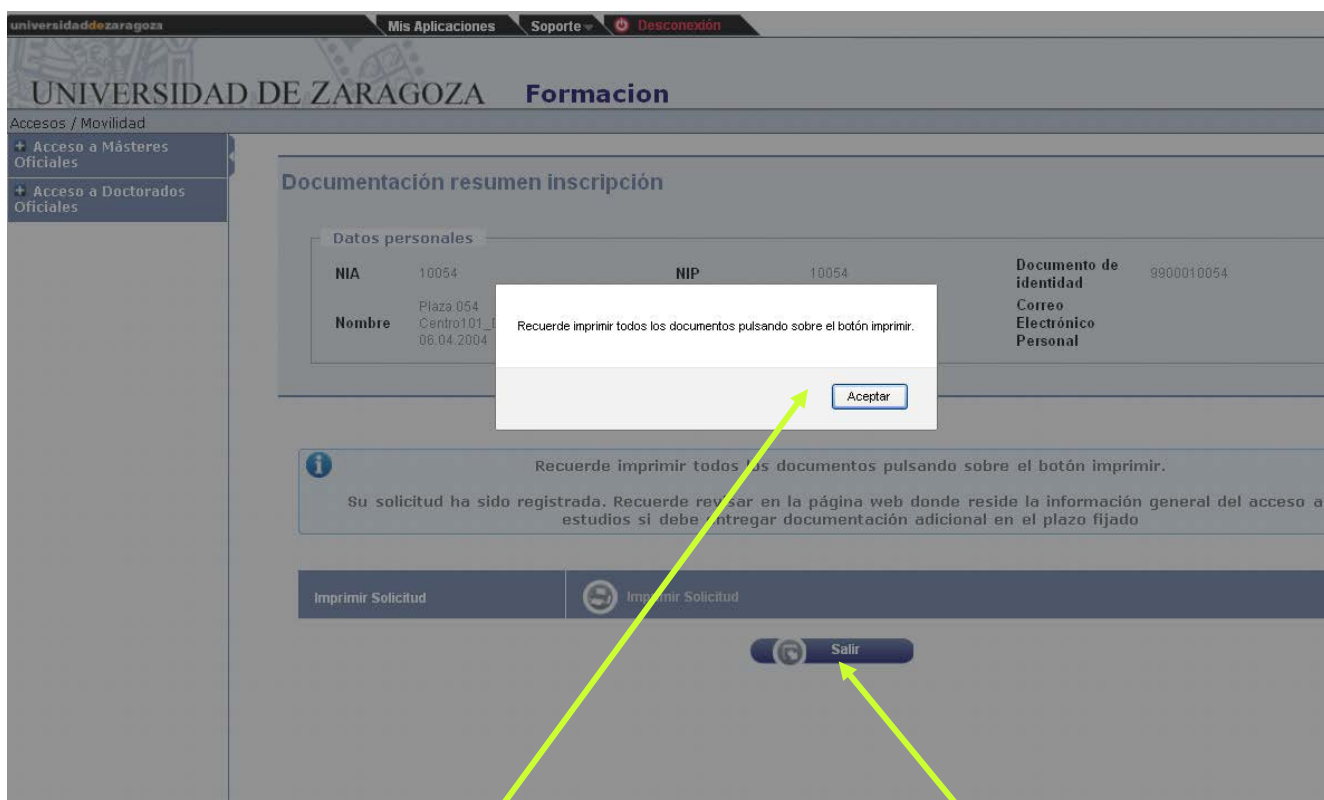 universidaddezaragoza
Mis Aplicaciones
Soporte
Desconexión
UNIVERSIDAD DE ZARAGOZA
Formacion
Accesos / Movilidad
+ Acceso a Másteres
Oficiales
+ Acceso a Doctorados
Oficiales
Documentación resumen inscripción
Datos personales
NIA 10054
NIP 10054
Documento de
identidad
9900010054
Nombre
Plaza 054
Centro101_
06.04.2004
Correo
Electrónico
Personal
Recuerde imprimir todos los documentos pulsando sobre el botón imprimir.
Aceptar
Recuerde imprimir todos los documentos pulsando sobre el botón imprimir.
Su solicitud ha sido registrada. Recuerde revisar en la página web donde reside la información general del acceso a
estudios si debe entregar documentación adicional en el plazo fijado
Imprimir Solicitud
Imprimir Solicitud
Salir